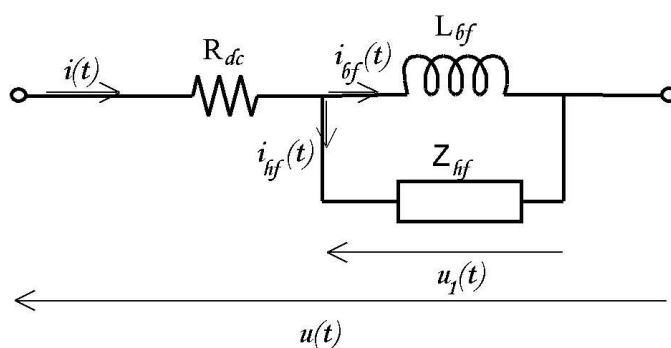 R_dc
L_bf
i(t)
i_bf(t)
i_hf(t)
Z_hf
u_1(t)
u(t)